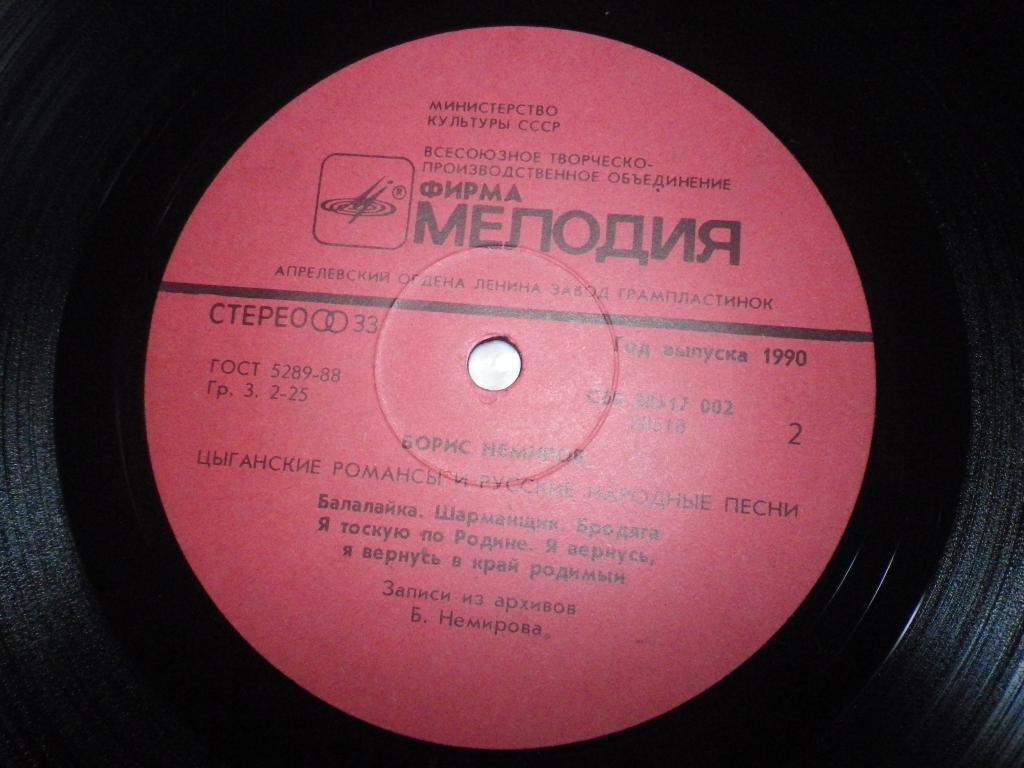 МИНИСТЕРСТВО
КУЛЬТУРЫ СССР
ВСЕСОЮЗНОЕ ТВОРЧЕСКО-
ПРОИЗВОДСТВЕННОЕ ОБЪЕДИНЕНИЕ
®
ФИРМА
МЕЛОДИЯ
АПРЕЛЕВСКИЙ ОРДЕНА ЛЕНИНА ЗАВОД ГРАМПЛАСТИНОК
СТЕРЕО 33
Год выпуска 1990
ГОСТ 5289-88
Гр. 3. 2-25
002
2
БОРИС НЕМИРОВ
ЦЫГАНСКИЕ РОМАНСЫ И РУССКИЕ НАРОДНЫЕ ПЕСНИ
Балалайка. Шарманщик. Бродяга
Я тоскую по Родине. Я вернусь,
я вернусь в край родимый
Записи из архивов
Б. Немирова